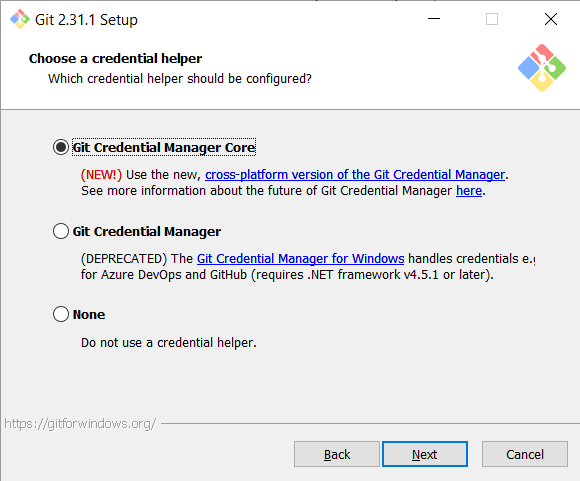 Git 2.31.1 Setup
Choose a credential helper
Which credential helper should be configured?
Git Credential Manager Core
(NEW!) Use the new, cross-platform version of the Git Credential Manager.
See more information about the future of Git Credential Manager here.
Git Credential Manager
(DEPRECATED) The Git Credential Manager for Windows handles credentials e.g
for Azure DevOps and GitHub (requires .NET framework v4.5.1 or later).
None
Do not use a credential helper.
https://gitforwindows.org/
Back Next Cancel